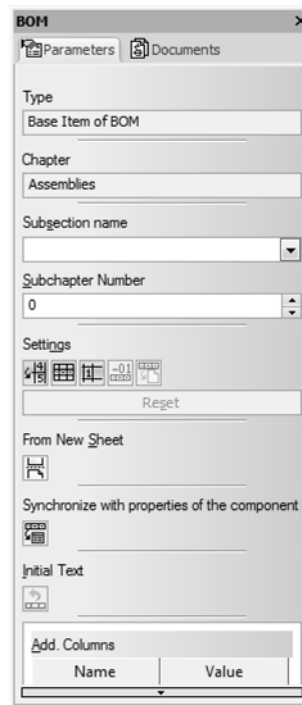 BOM
Parameters Documents
Type
Base Item of BOM
Chapter
Assemblies
Subsection name
Subchapter Number
0
Settings
-01
Reset
From New Sheet
Synchronize with properties of the component
Initial Text
Add. Columns
Name Value